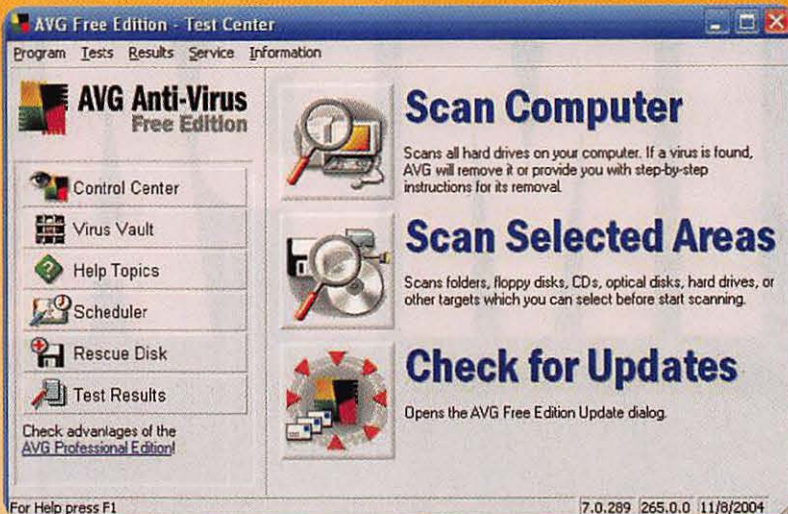 AVG Free Edition - Test Center
Program Tests Results Service Information
AVG Anti-Virus
Free Edition
Control Center
Virus Vault
Help Topics
Scheduler
Rescue Disk
Test Results
Check advantages of the
AVG Professional Edition!
Scan Computer
Scans all hard drives on your computer. If a virus is found,
AVG will remove it or provide you with step-by-step
instructions for its removal.
Scan Selected Areas
Scans folders, floppy disks, CDs, optical disks, hard drives, or
other targets which you can select before start scanning.
Check for Updates
Opens the AVG Free Edition Update dialog.
For Help press F1
7.0.289 265.0.0 11/8/2004